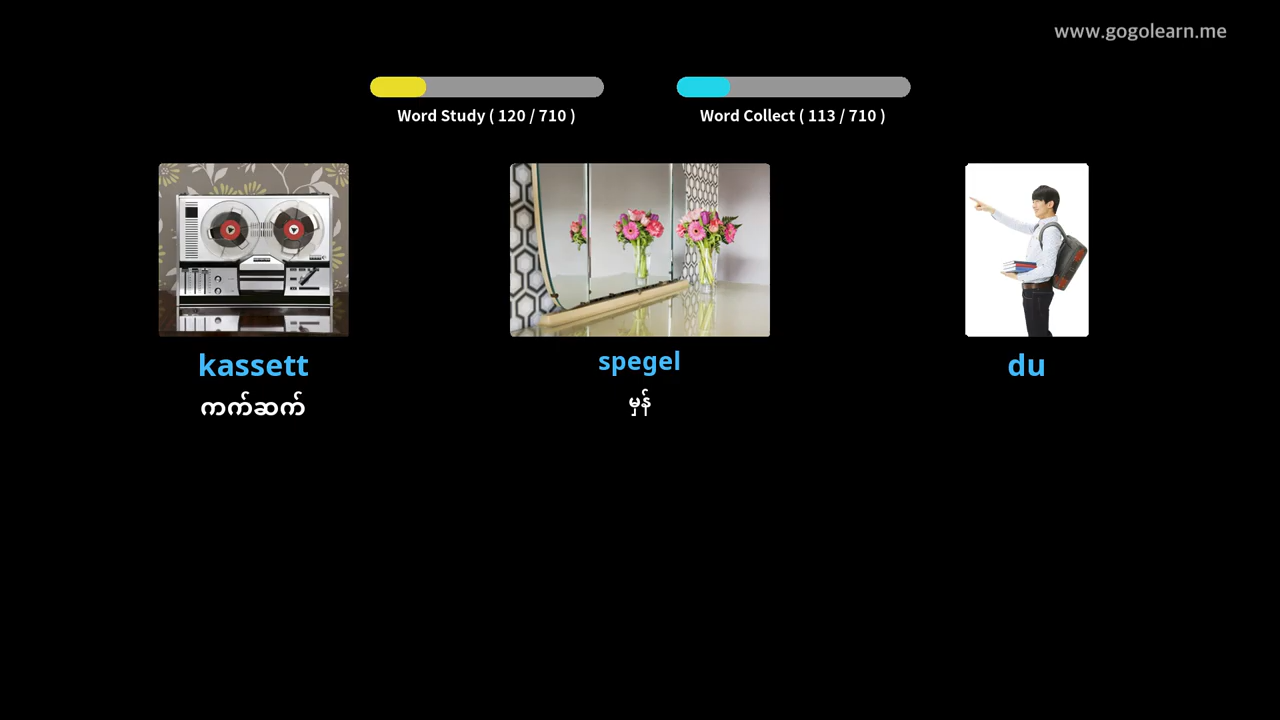 www.gogolearn.me
Word Study ( 120 / 710 )
Word Collect ( 113 / 710 )
kassett
spegel
du
ကက်ဆက်
မှန်